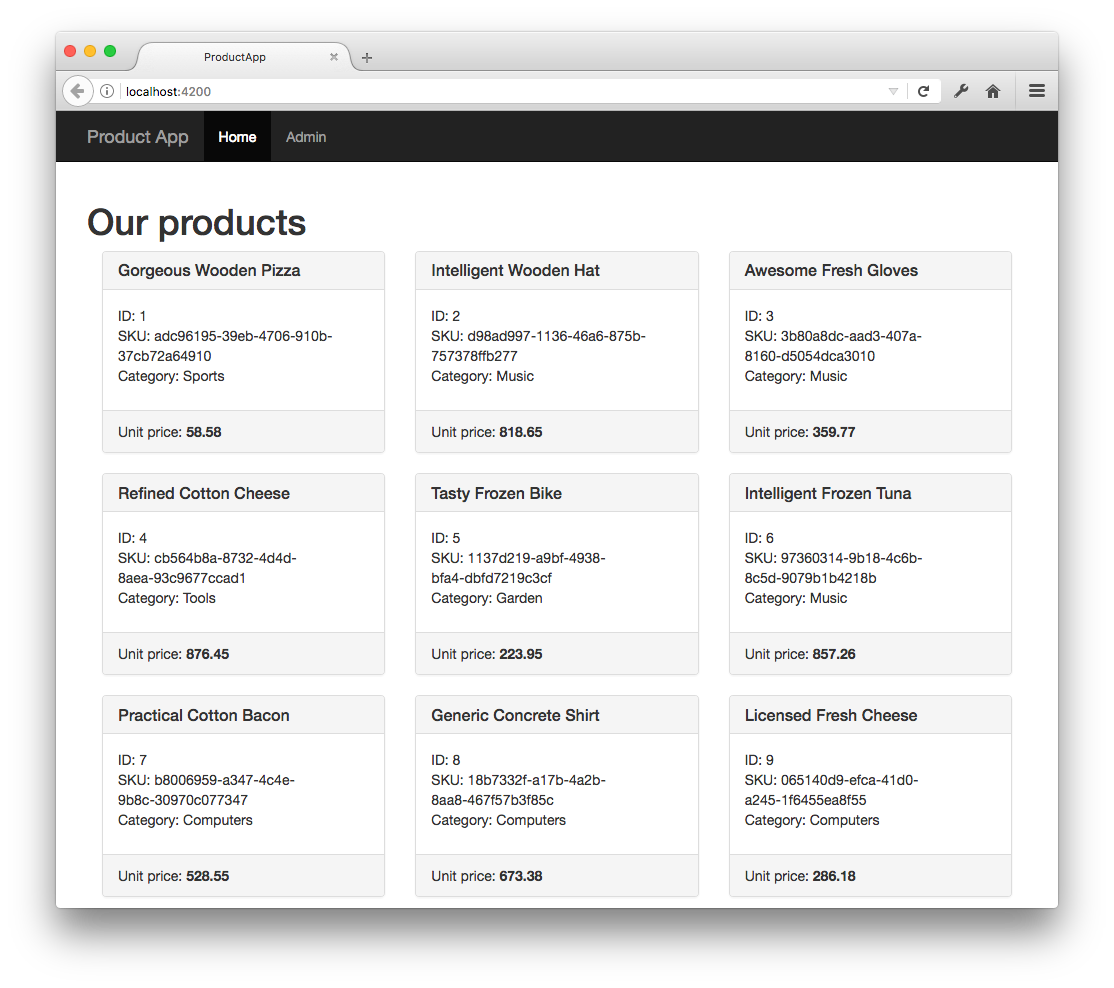 ProductApp
localhost:4200
Product App Home Admin
Our products
Gorgeous Wooden Pizza
ID: 1
SKU: adc96195-39eb-4706-910b-
37cb72a64910
Category: Sports
Unit price: 58.58
Intelligent Wooden Hat
ID: 2
SKU: d98ad997-1136-46a6-875b-
757378ffb277
Category: Music
Unit price: 818.65
Awesome Fresh Gloves
ID: 3
SKU: 3b80a8dc-aad3-407a-
8160-d5054dca3010
Category: Music
Unit price: 359.77
Refined Cotton Cheese
ID: 4
SKU: cb564b8a-8732-4d4d-
8aea-93c9677ccad1
Category: Tools
Unit price: 876.45
Tasty Frozen Bike
ID: 5
SKU: 1137d219-a9bf-4938-
bfa4-dbfd7219c3cf
Category: Garden
Unit price: 223.95
Intelligent Frozen Tuna
ID: 6
SKU: 97360314-9b18-4c6b-
8c5d-9079b1b4218b
Category: Music
Unit price: 857.26
Practical Cotton Bacon
ID: 7
SKU: b8006959-a347-4c4e-
9b8c-30970c077347
Category: Computers
Unit price: 528.55
Generic Concrete Shirt
ID: 8
SKU: 18b7332f-a17b-4a2b-
8aa8-467f57b3f85c
Category: Computers
Unit price: 673.38
Licensed Fresh Cheese
ID: 9
SKU: 065140d9-efca-41d0-
a245-1f6455ea8f55
Category: Computers
Unit price: 286.18